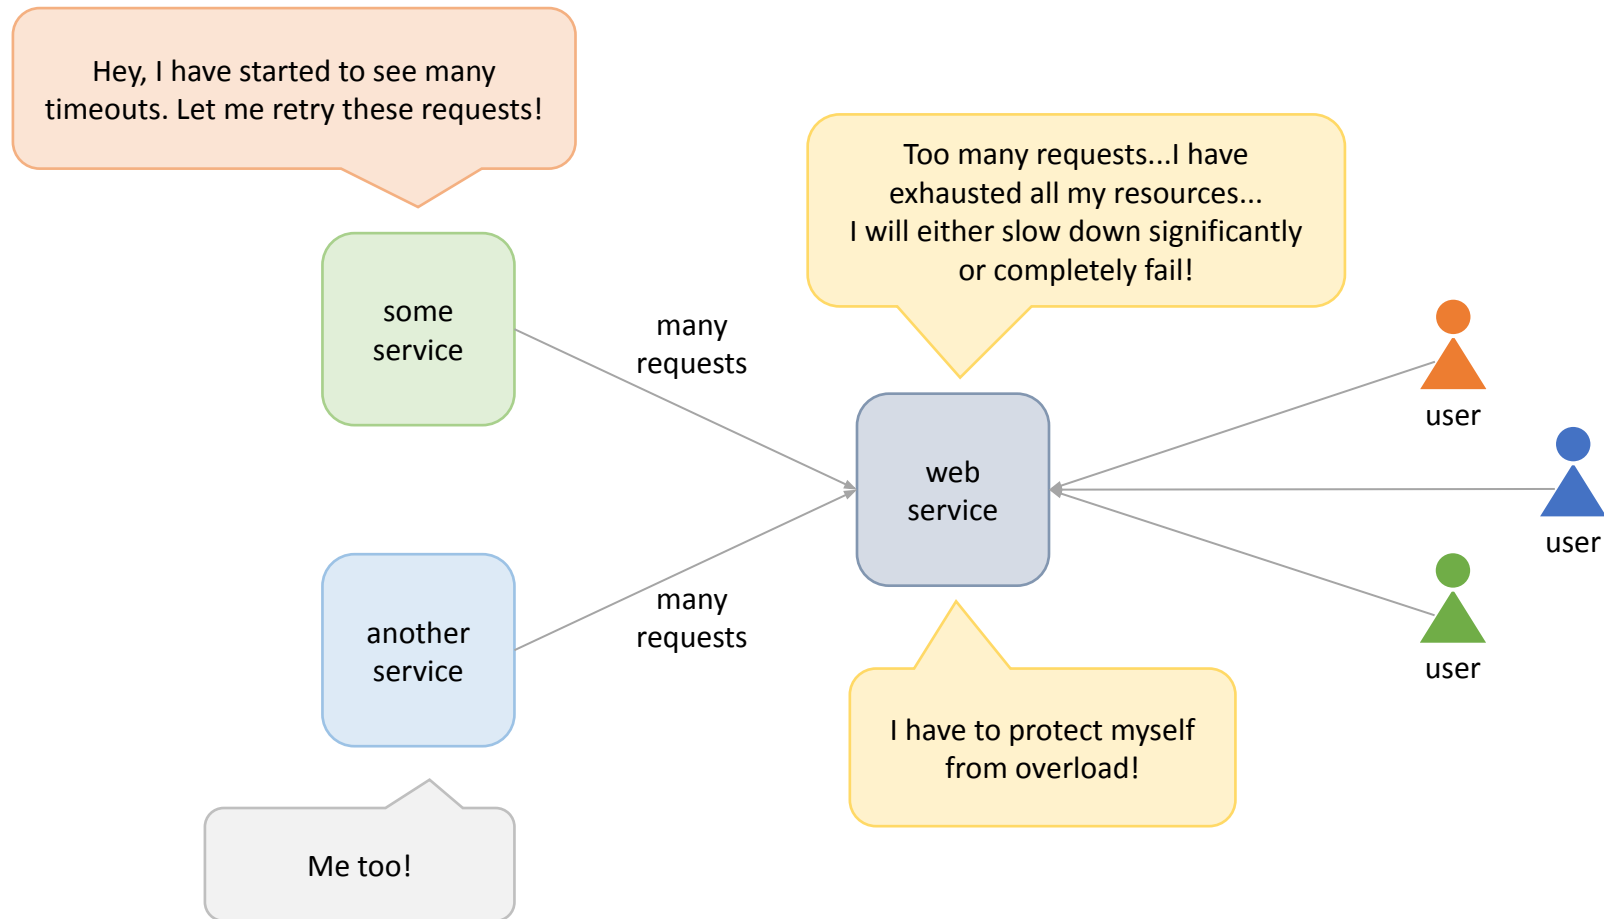 Hey, I have started to see many
timeouts. Let me retry these requests!
Too many requests...I have
exhausted all my resources...
I will either slow down significantly
or completely fail!
some
service
many
requests
user
web
service
user
another
service
many
requests
user
I have to protect myself
from overload!
Me too!